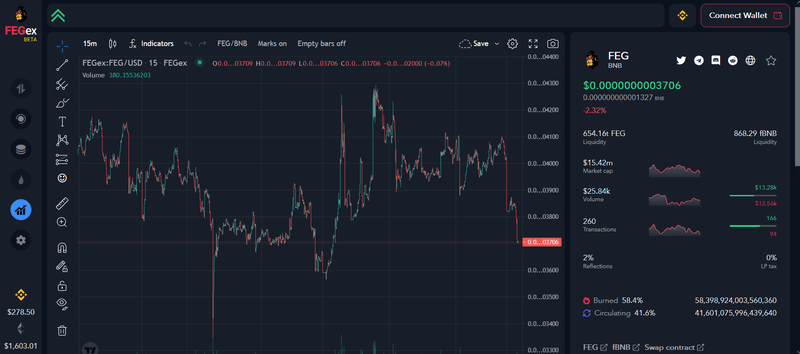 FEGex
BETA
$278.50
$1,603.01
Connect Wallet
15m
Indicators
FEG/BNB
Marks on
Empty bars off
Save
FEGex:FEG/USD · 15 · FEGex
O0.0...03709 H0.0...03709 L0.0...03706 C0.0...03706 −0.0...02000 (−0.07%)
Volume 380.35536203
0.0...04400
0.0...04300
0.0...04200
0.0...04100
0.0...04000
0.0...03900
0.0...03800
0.0...03706
0.0...03600
0.0...03500
0.0...03400
0.0...03300
FEG
BNB
$0.0000000003706
0.000000000001327 BNB
-2.32%
654.16t FEG
Liquidity
868.29 fBNB
Liquidity
$15.42m
Market cap
$25.84k
Volume
$13.28k
$12.56k
260
Transactions
166
94
2%
Reflections
0%
LP tax
Burned 58.4%
58,398,924,003,560,360
Circulating 41.6%
41,601,075,996,439,640
FEG
fBNB
Swap contract